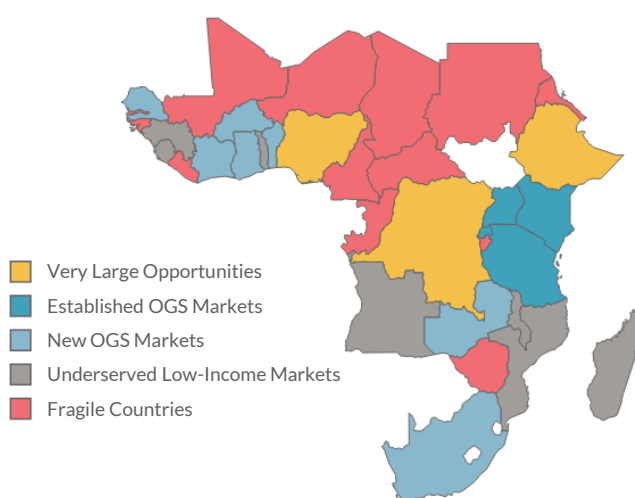 Very Large Opportunities
Established OGS Markets
New OGS Markets
Underserved Low-Income Markets
Fragile Countries